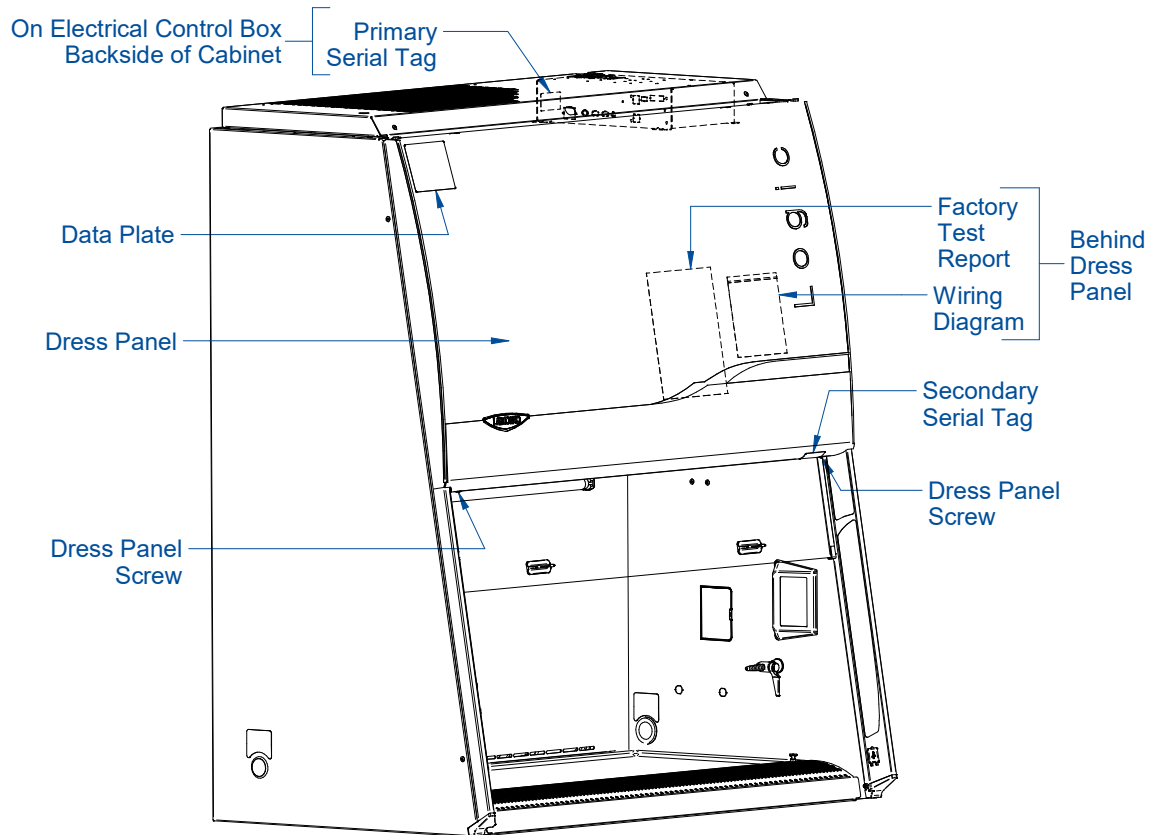 On Electrical Control Box
Backside of Cabinet
Primary
Serial Tag
Data Plate
Factory
Test
Report
Behind
Dress
Panel
Wiring
Diagram
Dress Panel
Secondary
Serial Tag
Dress Panel
Screw
Dress Panel
Screw